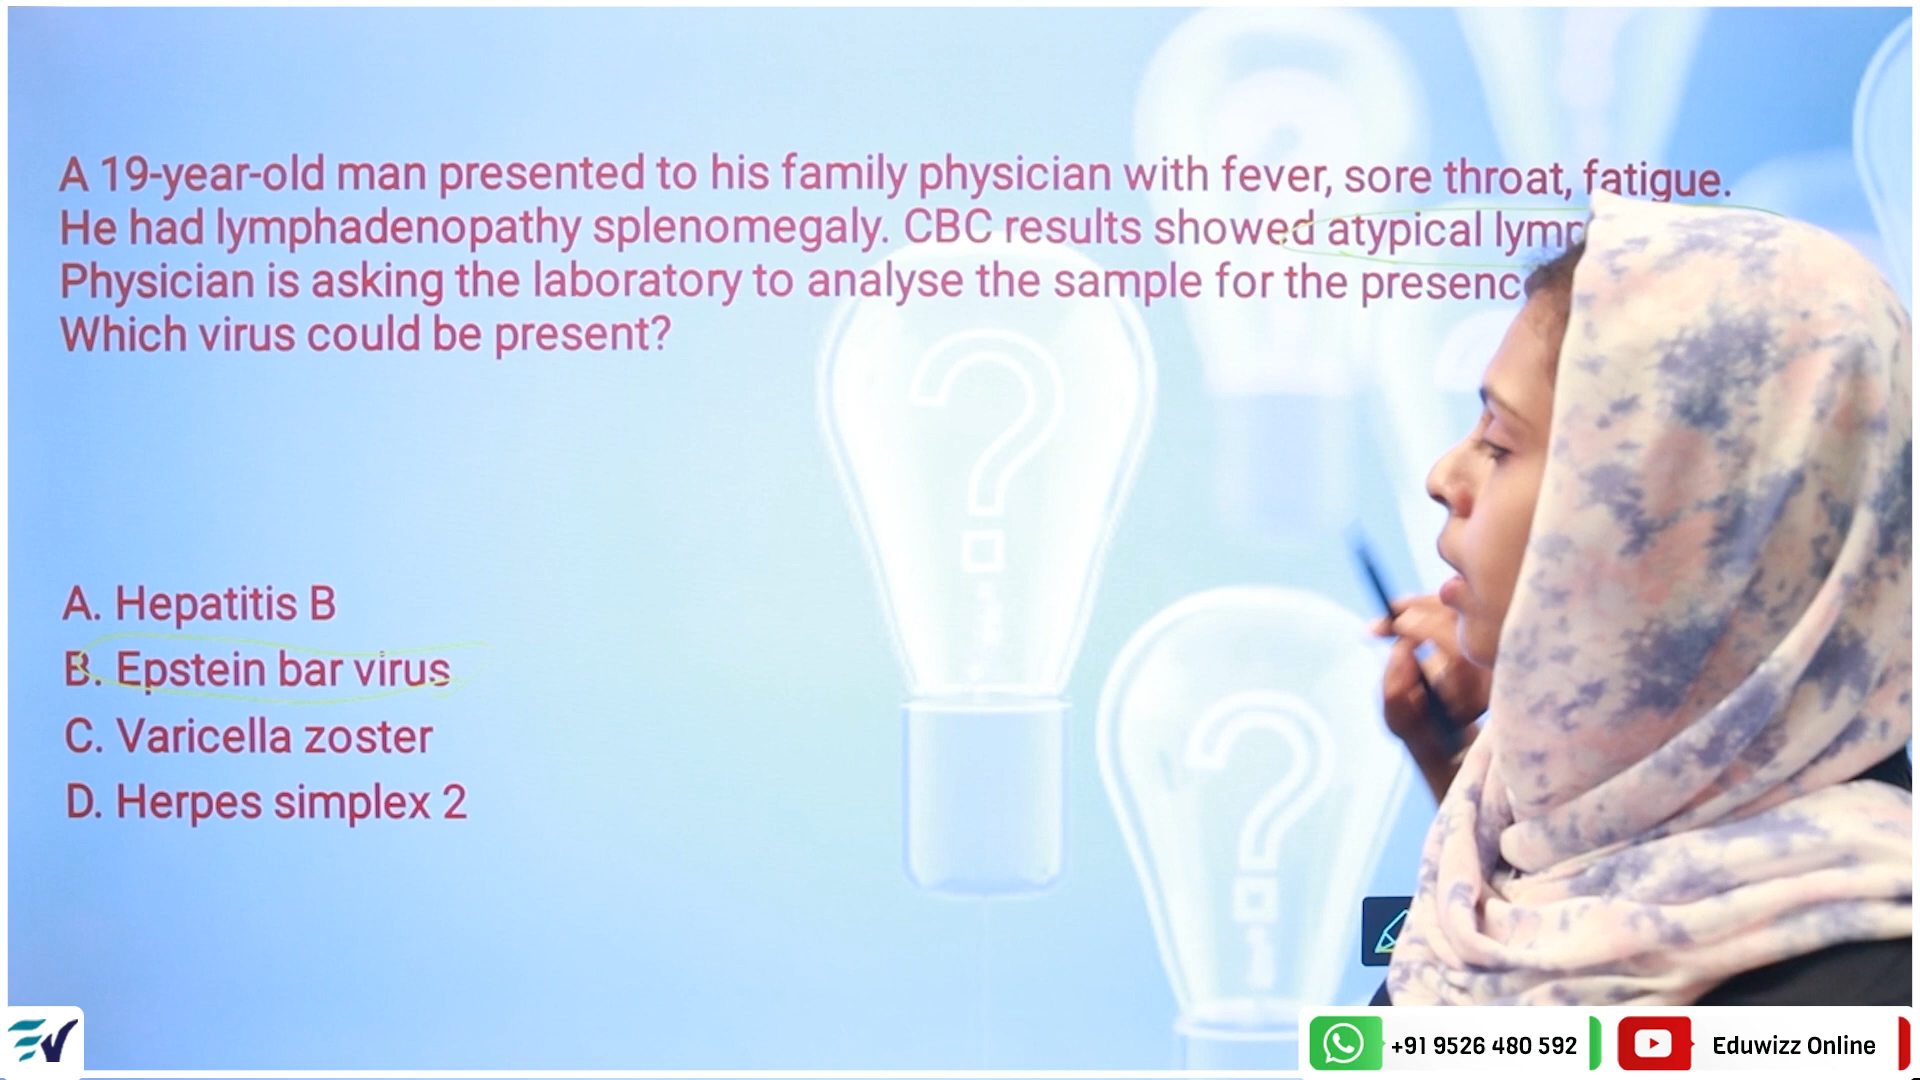 A 19-year-old man presented to his family physician with fever, sore throat, fatigue.
He had lymphadenopathy splenomegaly. CBC results showed atypical
Physician is asking the laboratory to analyse the sample for the
Which virus could be present?
A. Hepatitis B
B. Epstein bar virus
C. Varicella zoster
D. Herpes simplex 2
+91 9526 480 592
Eduwizz Online